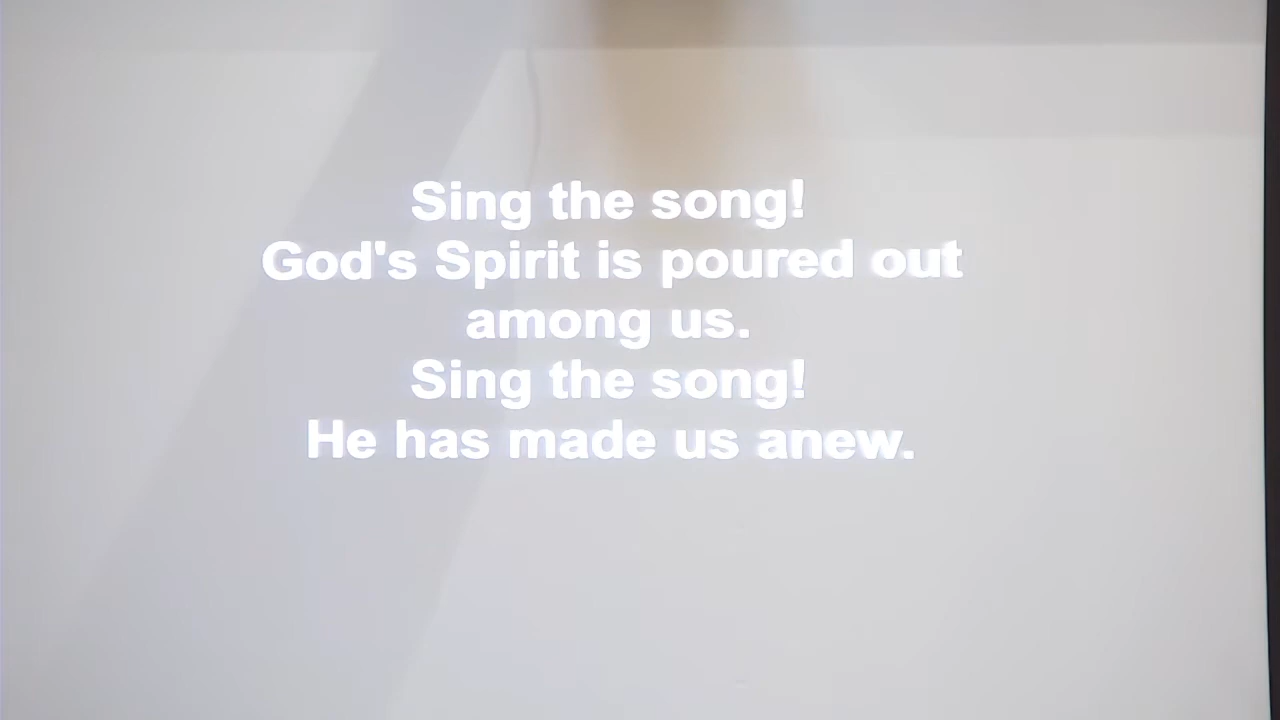 Sing the song!
God's Spirit is poured out
among us.
Sing the song!
He has made us anew.